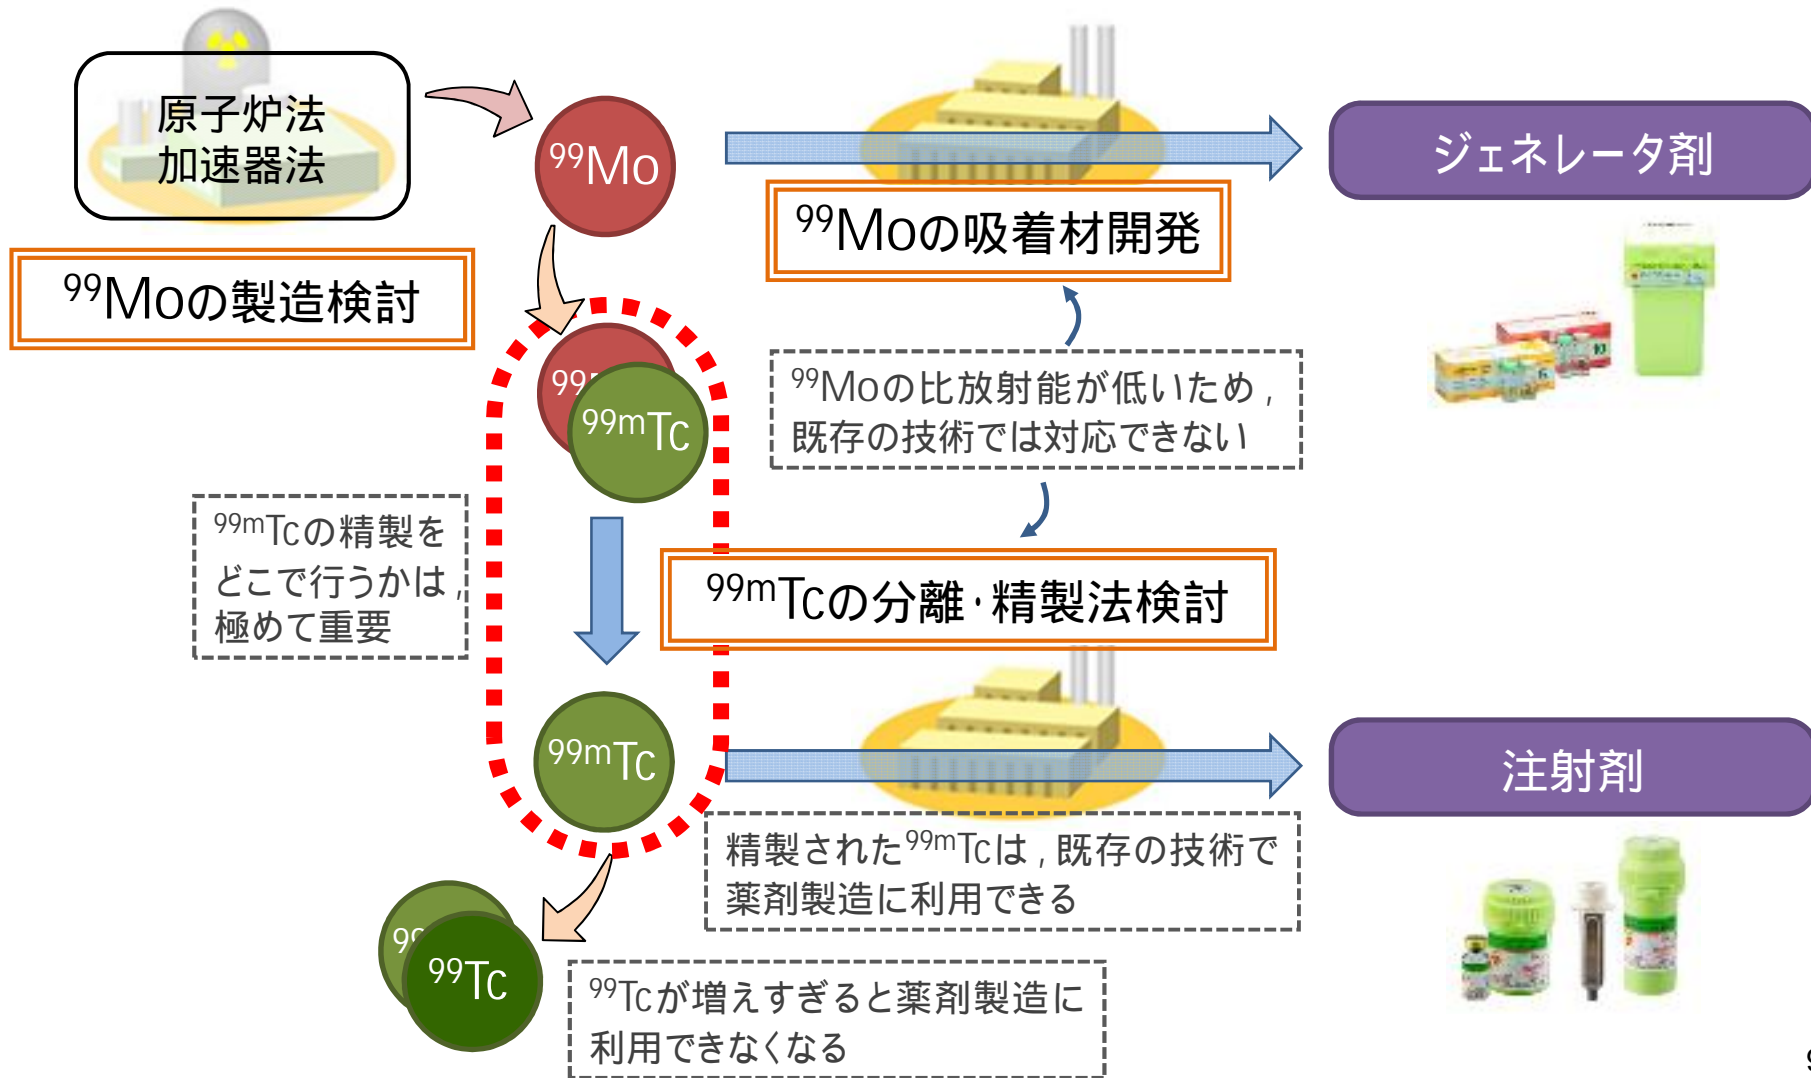 原子炉法
加速器法
⁹⁹Mo
ジェネレータ剤
⁹⁹Moの吸着材開発
⁹⁹Moの製造検討
⁹⁹Moの比放射能が低いため，
既存の技術では対応できない
99
⁹⁹ᵐTc
⁹⁹ᵐTcの精製を
どこで行うかは，
極めて重要
⁹⁹ᵐTcの分離・精製法検討
⁹⁹ᵐTc
注射剤
精製された⁹⁹ᵐTcは，既存の技術で
薬剤製造に利用できる
99
⁹⁹Tc
⁹⁹Tcが増えすぎると薬剤製造に
利用できなくなる